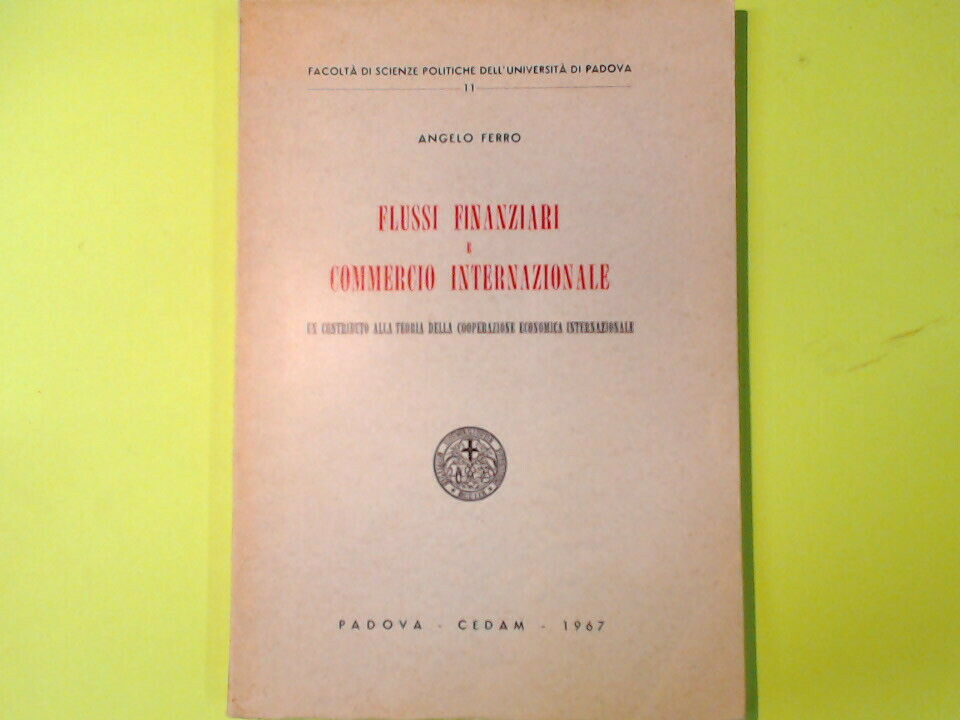 FACOLTÀ DI SCIENZE POLITICHE DELL'UNIVERSITÀ DI PADOVA
11
ANGELO FERRO
FLUSSI FINANZIARI
E
COMMERCIO INTERNAZIONALE
UN CONTRIBUTO ALLA TEORIA DELLA COOPERAZIONE ECONOMICA INTERNAZIONALE
PADOVA - CEDAM - 1967